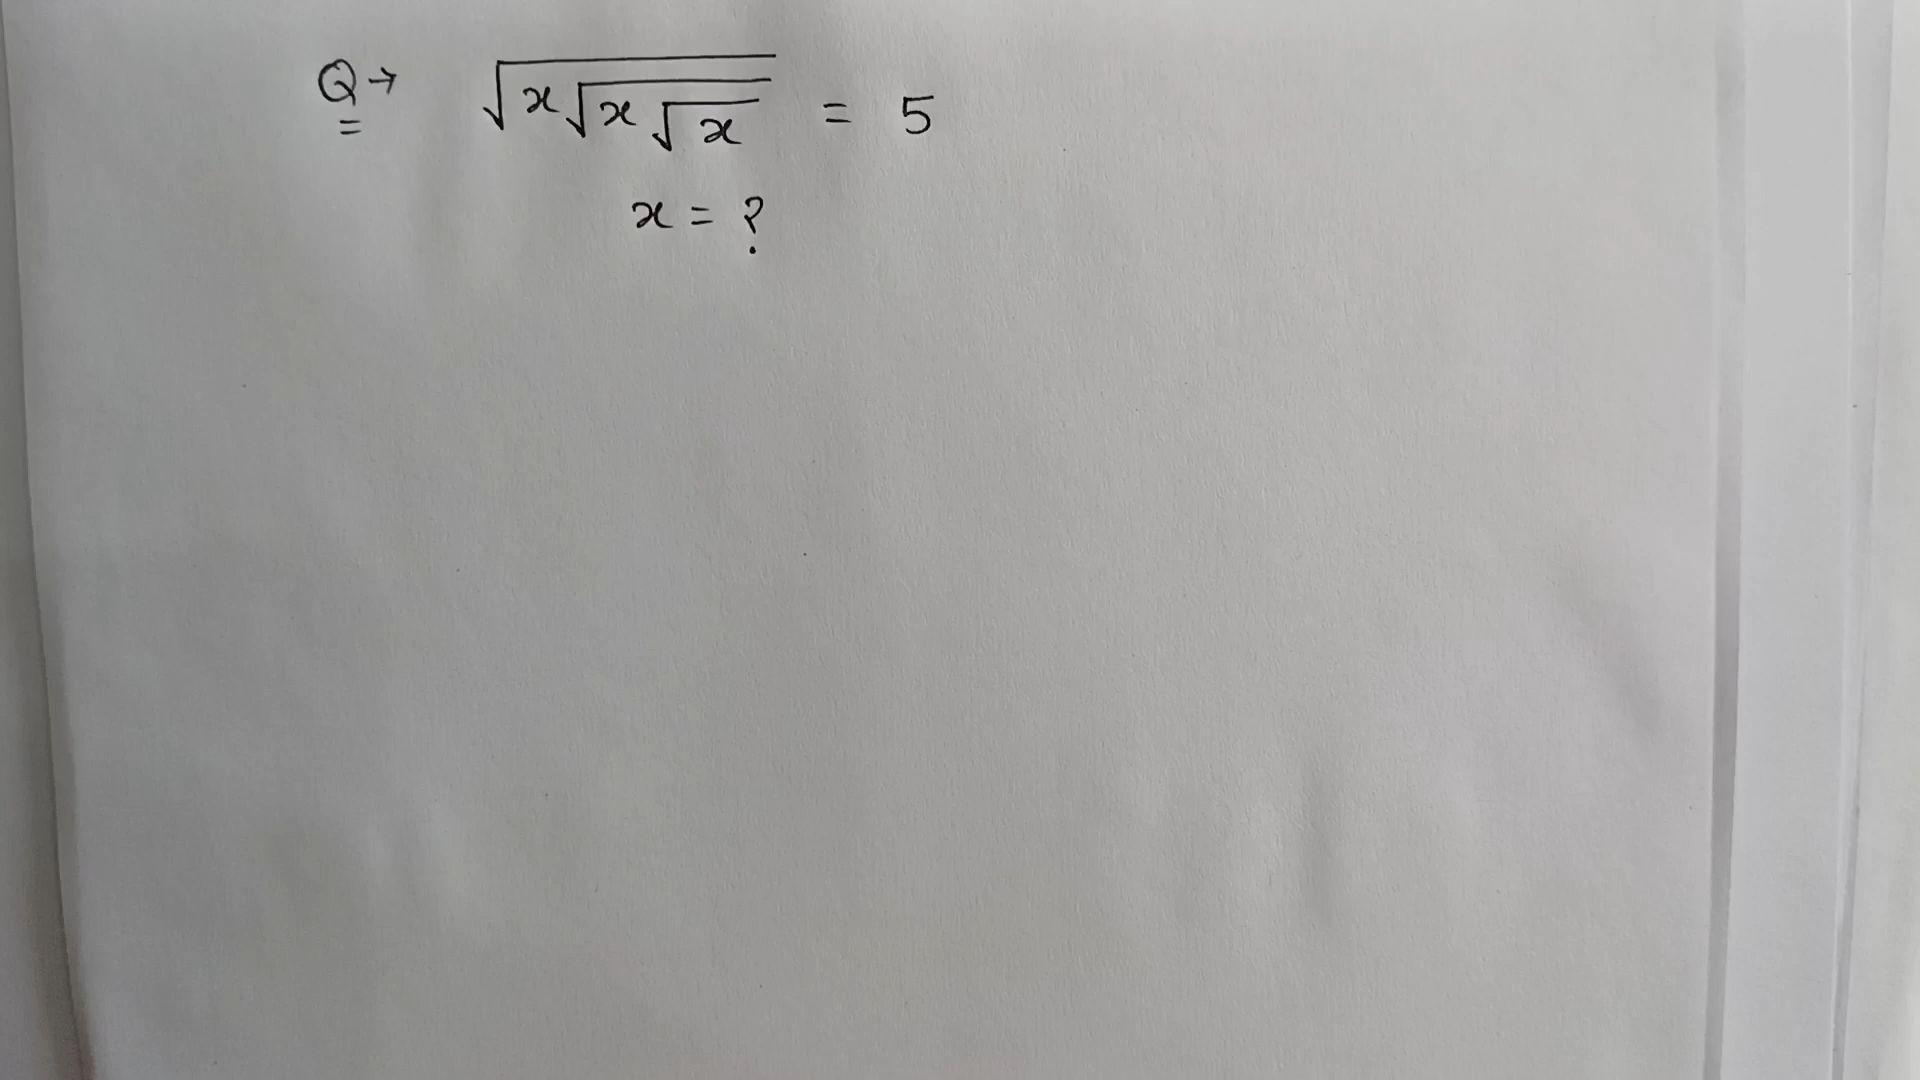 Q→ √(x√(x√x)) = 5
x = ?